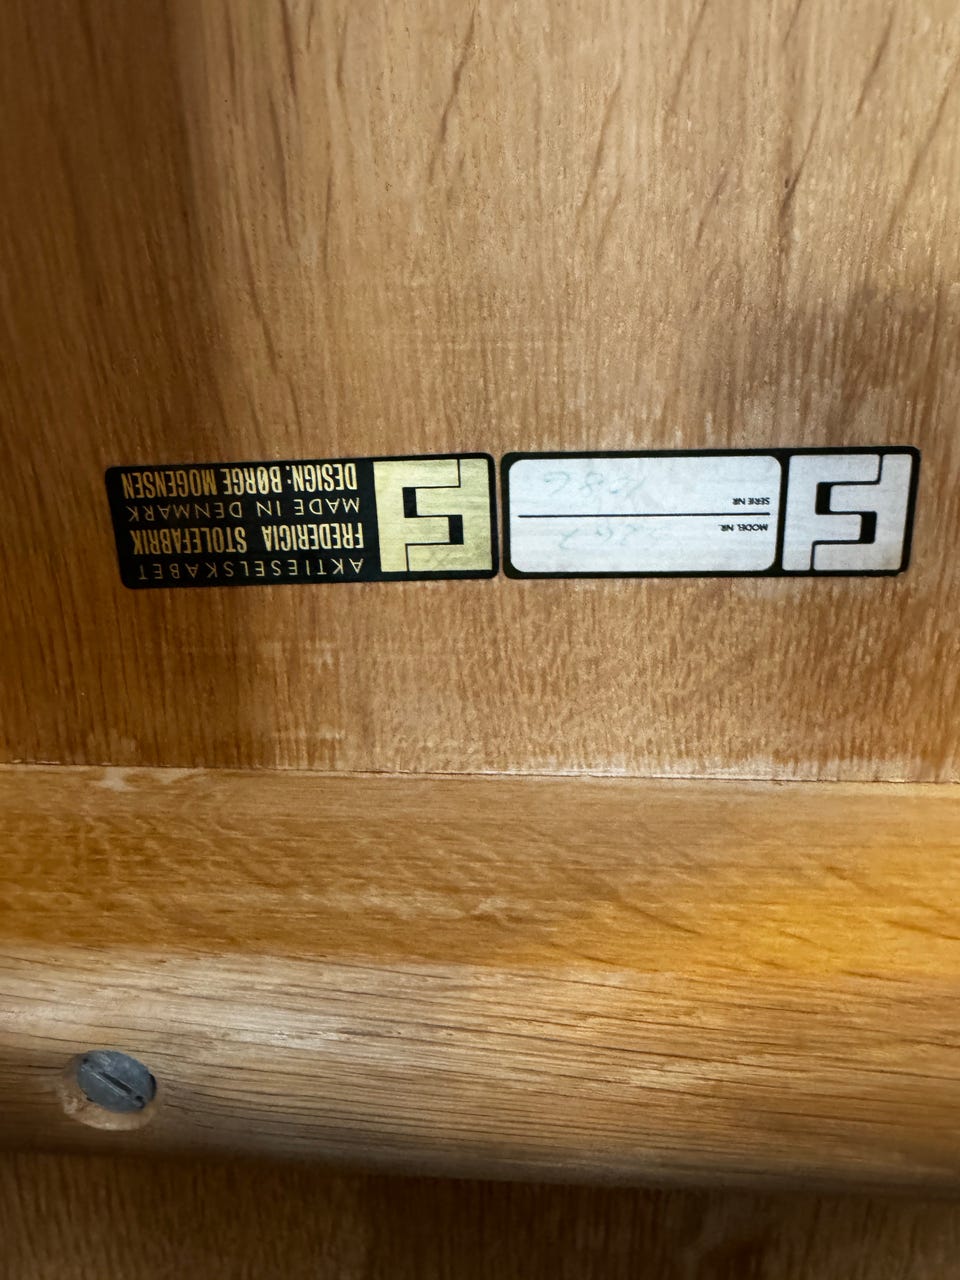 MODEL NR.
SERIE NR.
AKTIESELSKABET
FREDERICIA STOLEFABRIK
MADE IN DENMARK
DESIGN: BØRGE MOGENSEN